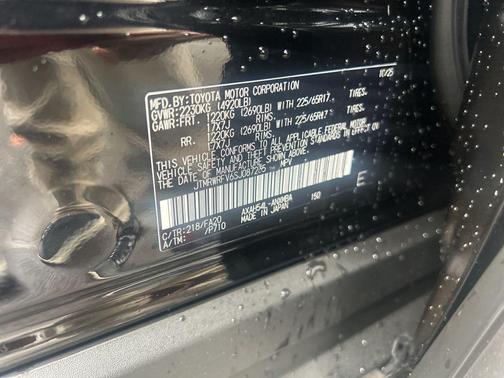 MFD.BY:TOYOTA MOTOR CORPORATION 10/25
GVWR:2230KG (4920LB)
GAWR:FRT. 1220KG (2690LB) WITH 225/65R17 TIRES.
17X7J
RR. 1220KG (2690LB) WITH 225/65R17 TIRES.
17X7J
THIS VEHICLE CONFORMS TO ALL APPLICABLE FEDERAL MOTOR
VEHICLE SAFETY AND THEFT PREVENTION STANDARDS IN EFFECT ON
THE DATE OF MANUFACTURE SHOWN ABOVE.
MPV
E
C/TR:218/FA20 AXAH54L-ANXMBA 150
A/TM: /P710 MADE IN JAPAN